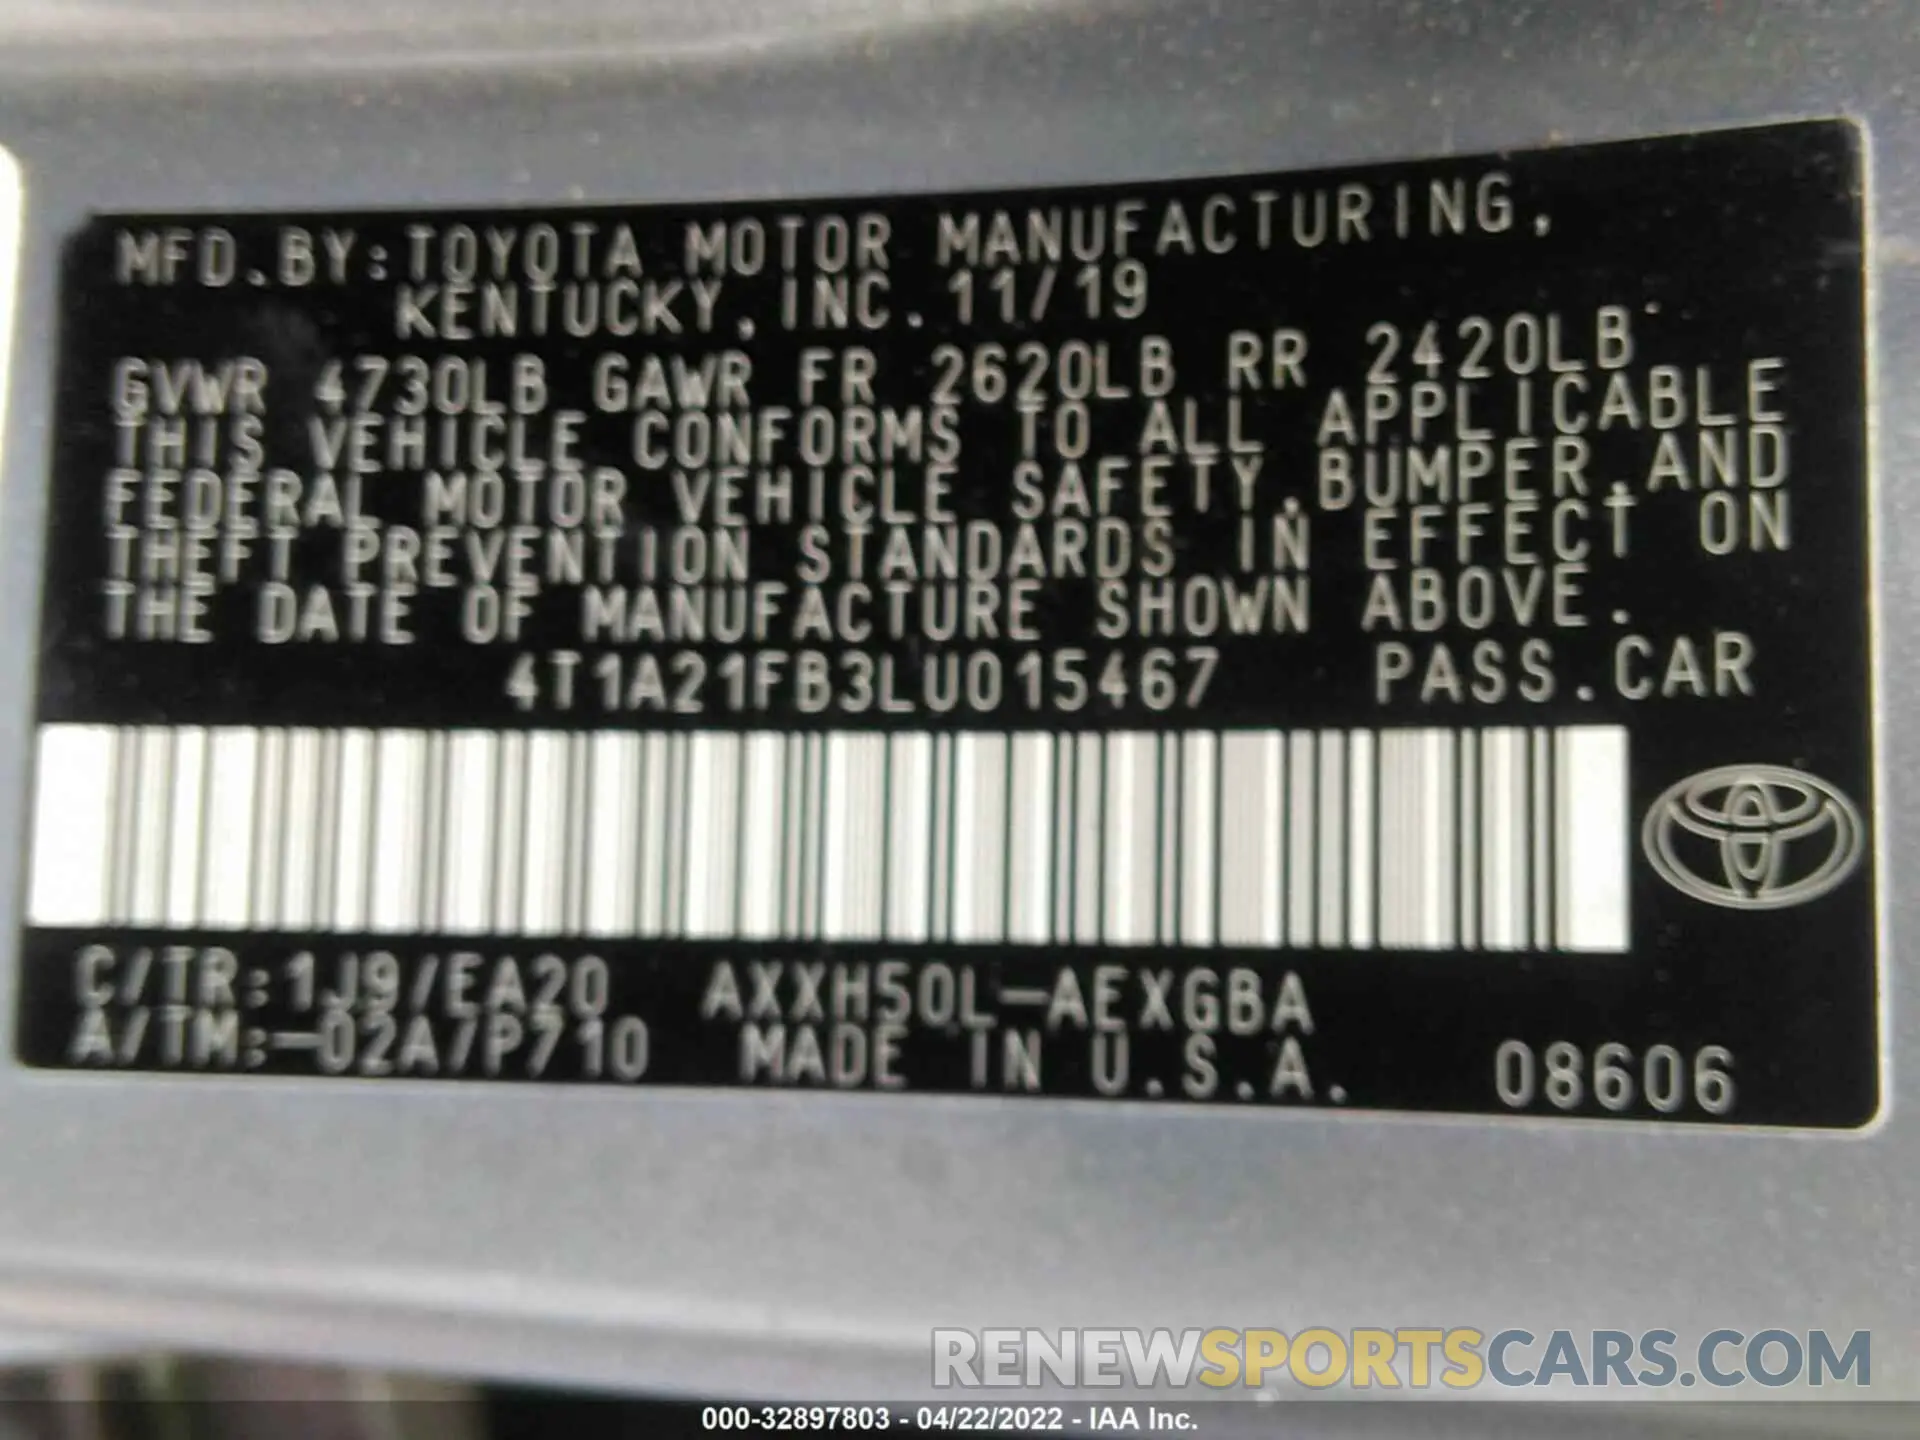 MFD.BY:TOYOTA MOTOR MANUFACTURING,
KENTUCKY, INC. 11/19
GVWR 4730LB GAWR FR 2620LB RR 2420LB
THIS VEHICLE CONFORMS TO ALL APPLICABLE
FEDERAL MOTOR VEHICLE SAFETY,BUMPER,AND
THEFT PREVENTION STANDARDS IN EFFECT ON
THE DATE OF MANUFACTURE SHOWN ABOVE.
4T1A21FB3LU015467 PASS.CAR
C/TR:1J9/EA20 AXXH50L-AEXGBA
A/TM:-02A/P710 MADE IN U.S.A. 08606
RENEWSPORTSCARS.COM
000-32897803 - 04/22/2022 - IAA Inc.